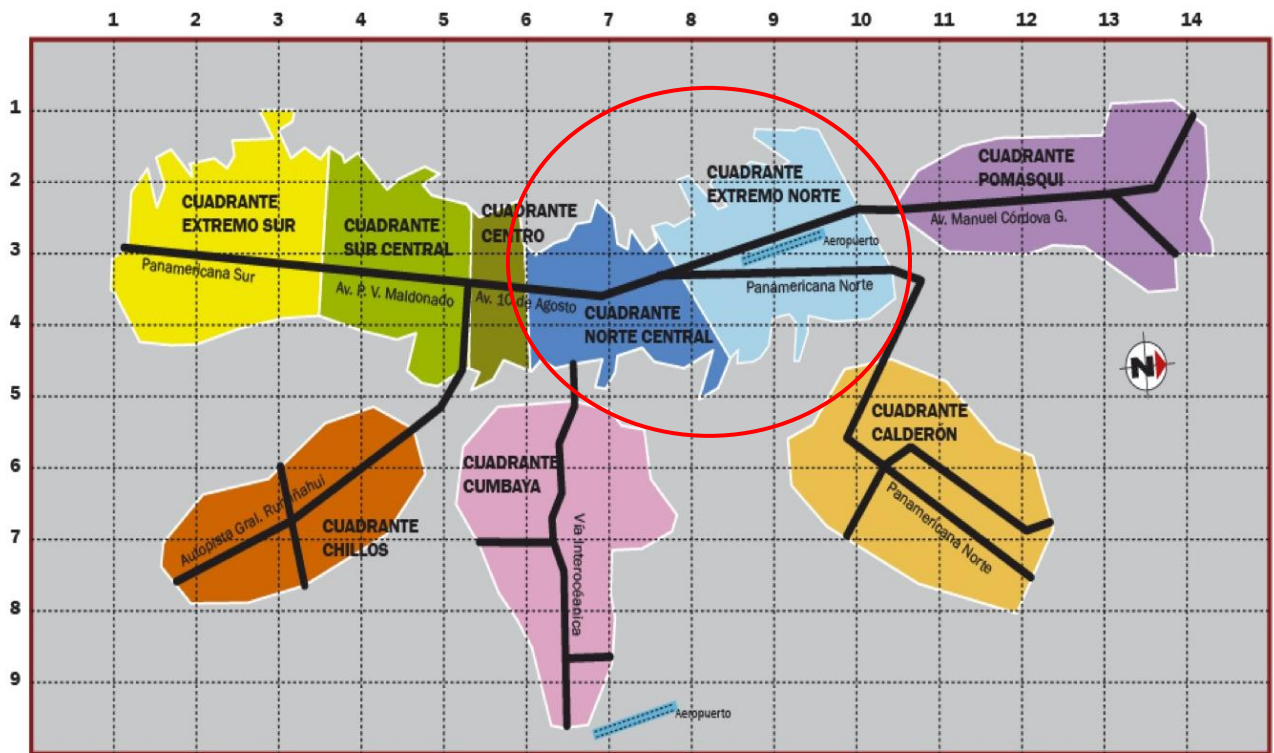 1 2 3 4 5 6 7 8 9 10 11 12 13 14
1
2
3
4
5
6
7
8
9
CUADRANTE
EXTREMO SUR
Panamericana Sur
CUADRANTE
SUR CENTRAL
Av. P. V. Maldonado
CUADRANTE
CENTRO
Av. 10 de Agosto
CUADRANTE
NORTE CENTRAL
CUADRANTE
EXTREMO NORTE
Aeropuerto
Panamericana Norte
CUADRANTE
POMASQUI
Av. Manuel Córdova G.
N
CUADRANTE
CALDERÓN
Panamericana Norte
CUADRANTE
CUMBAYA
Vía Interocéanica
Autopista Gral. Rumiñahui
CUADRANTE
CHILLOS
Aeropuerto